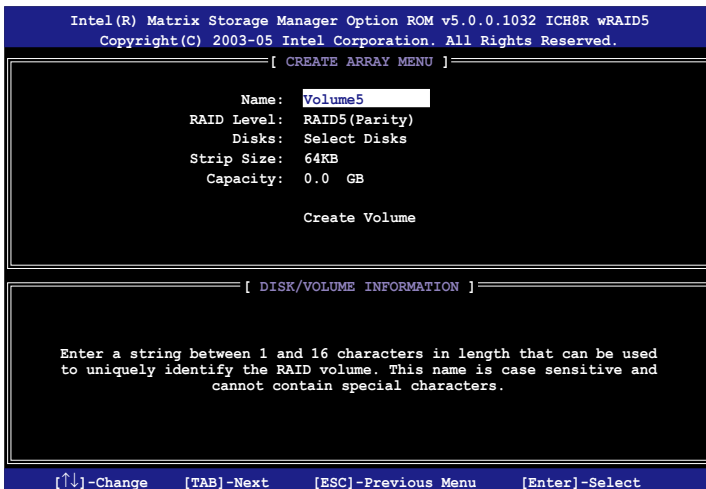 Intel(R) Matrix Storage Manager Option ROM v5.0.0.1032 ICH8R wRAID5
Copyright(C) 2003-05 Intel Corporation. All Rights Reserved.
[ CREATE ARRAY MENU ]
Name: Volume5
RAID Level: RAID5(Parity)
Disks: Select Disks
Strip Size: 64KB
Capacity: 0.0 GB
Create Volume
[ DISK/VOLUME INFORMATION ]
Enter a string between 1 and 16 characters in length that can be used
to uniquely identify the RAID volume. This name is case sensitive and
cannot contain special characters.
[↑↓]-Change [TAB]-Next [ESC]-Previous Menu [Enter]-Select